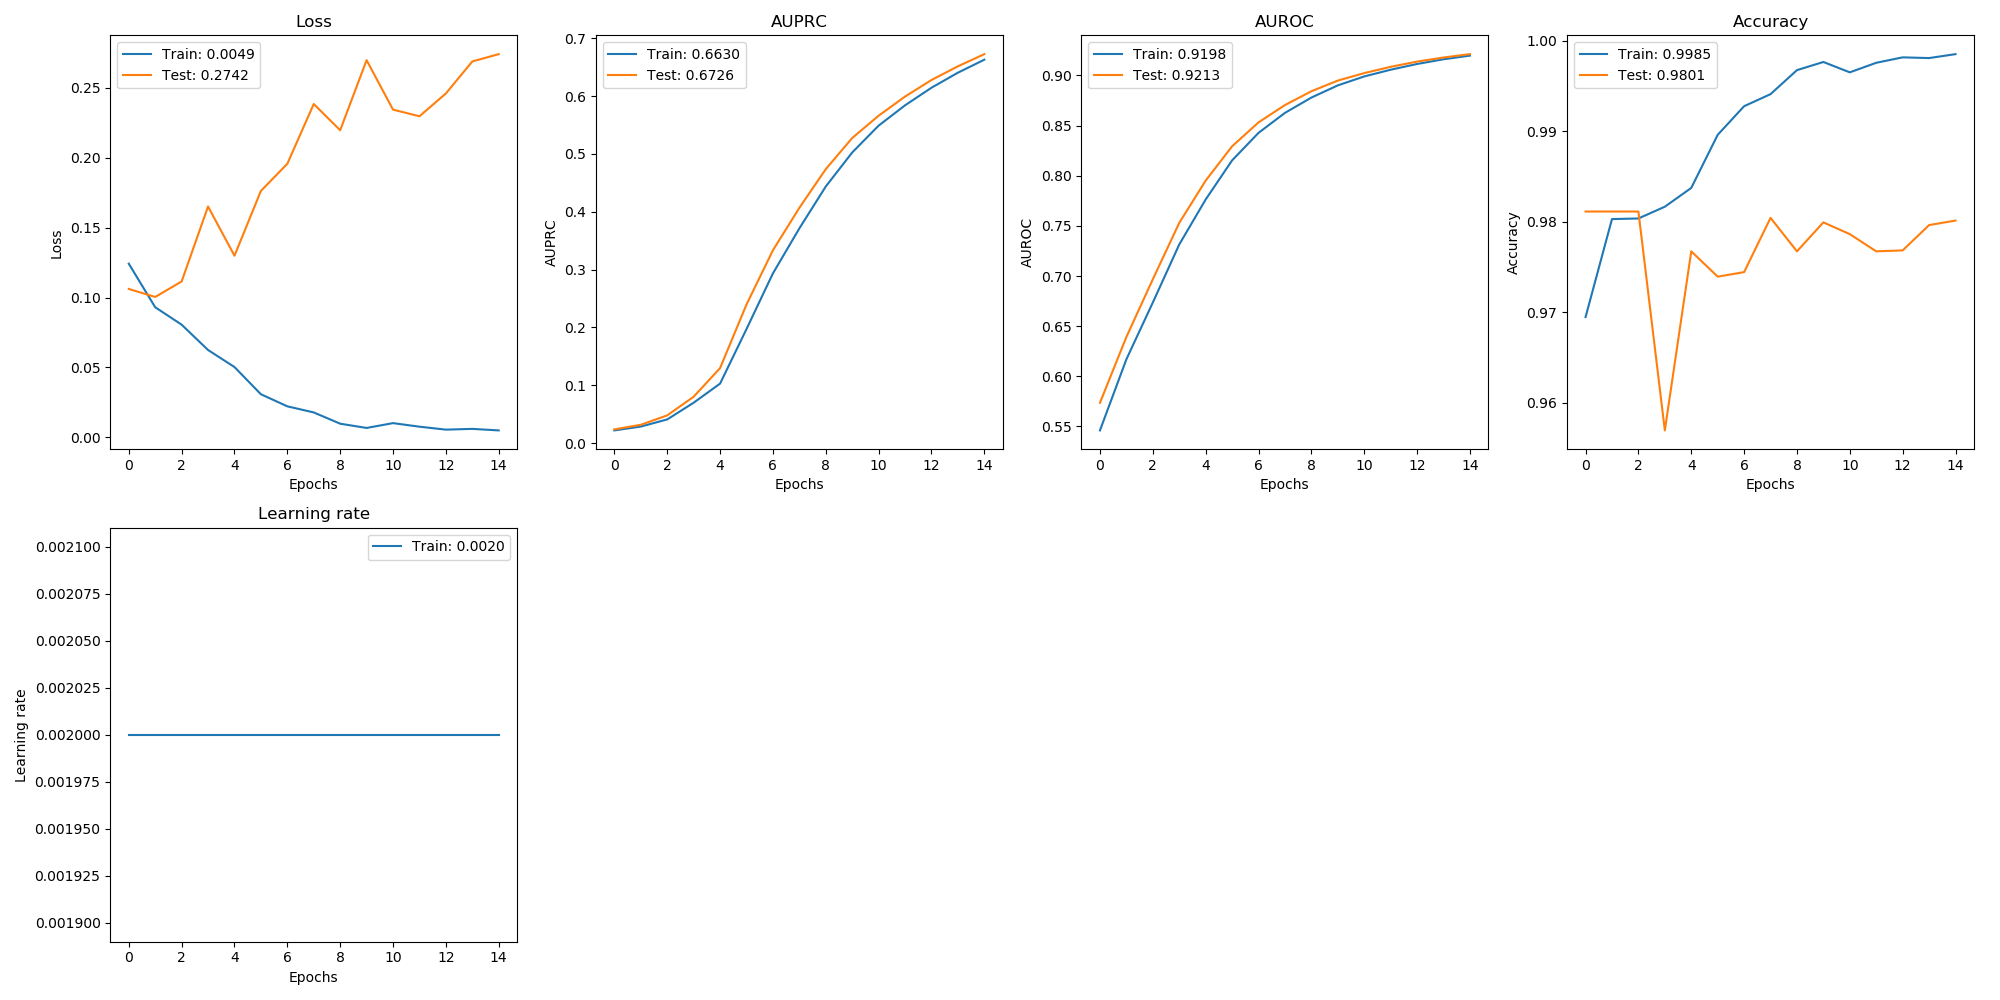 Loss
Train: 0.0049
Test: 0.2742
0.25
0.20
0.15
0.10
0.05
0.00
Loss
0 2 4 6 8 10 12 14
Epochs
AUPRC
Train: 0.6630
Test: 0.6726
0.7
0.6
0.5
0.4
0.3
0.2
0.1
0.0
AUPRC
0 2 4 6 8 10 12 14
Epochs
AUROC
Train: 0.9198
Test: 0.9213
0.90
0.85
0.80
0.75
0.70
0.65
0.60
0.55
AUROC
0 2 4 6 8 10 12 14
Epochs
Accuracy
Train: 0.9985
Test: 0.9801
1.00
0.99
0.98
0.97
0.96
Accuracy
0 2 4 6 8 10 12 14
Epochs
Learning rate
Train: 0.0020
0.002100
0.002075
0.002050
0.002025
0.002000
0.001975
0.001950
0.001925
0.001900
Learning rate
0 2 4 6 8 10 12 14
Epochs